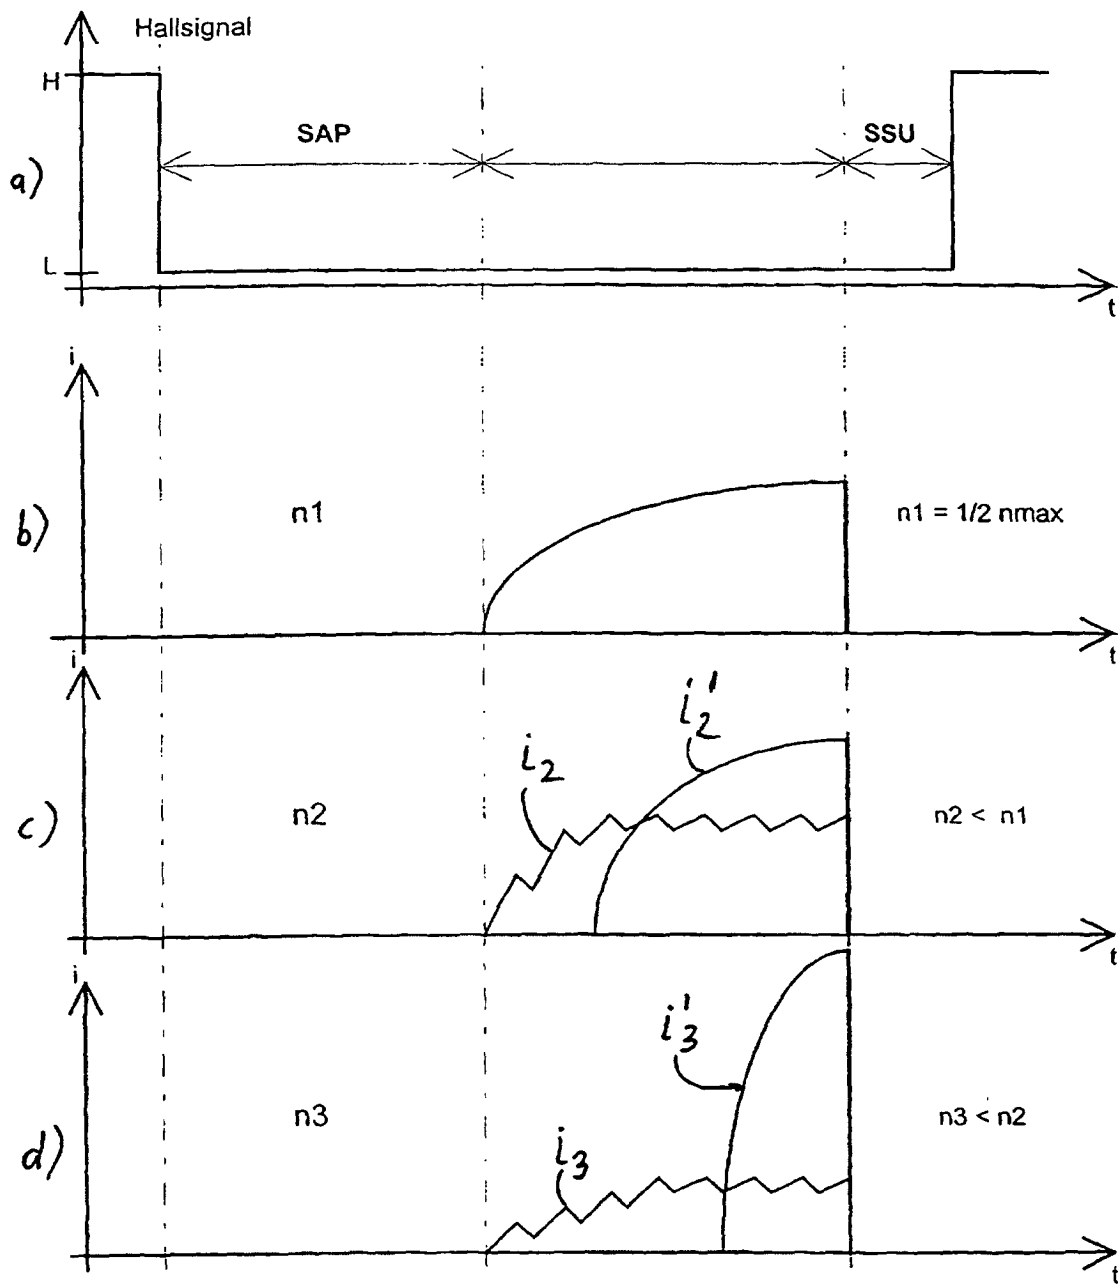 Hallsignal
H
SAP
SSU
a)
L
t
i
n1
n1 = 1/2 nmax
b)
t
i
i2'
i2
n2
n2 < n1
c)
t
i
i3'
n3
n3 < n2
d)
i3
t